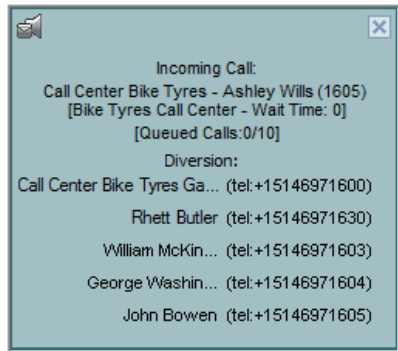 Incoming Call:
Call Center Bike Tyres - Ashley Wills (1605)
[Bike Tyres Call Center - Wait Time: 0]
[Queued Calls:0/10]
Diversion:
Call Center Bike Tyres Ga... (tel:+15146971600)
Rhett Butler (tel:+15146971630)
William McKin... (tel:+15146971603)
George Washin... (tel:+15146971604)
John Bowen (tel:+15146971605)